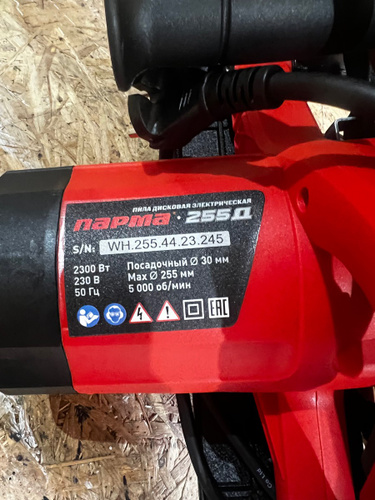 ПИЛА ДИСКОВАЯ ЭЛЕКТРИЧЕСКАЯ
ПАРМА · 255Д
S/N: WH.255.44.23.245
2300 Вт Посадочный Ø 30 мм
230 В Max Ø 255 мм
50 Гц 5 000 об/мин
EAC